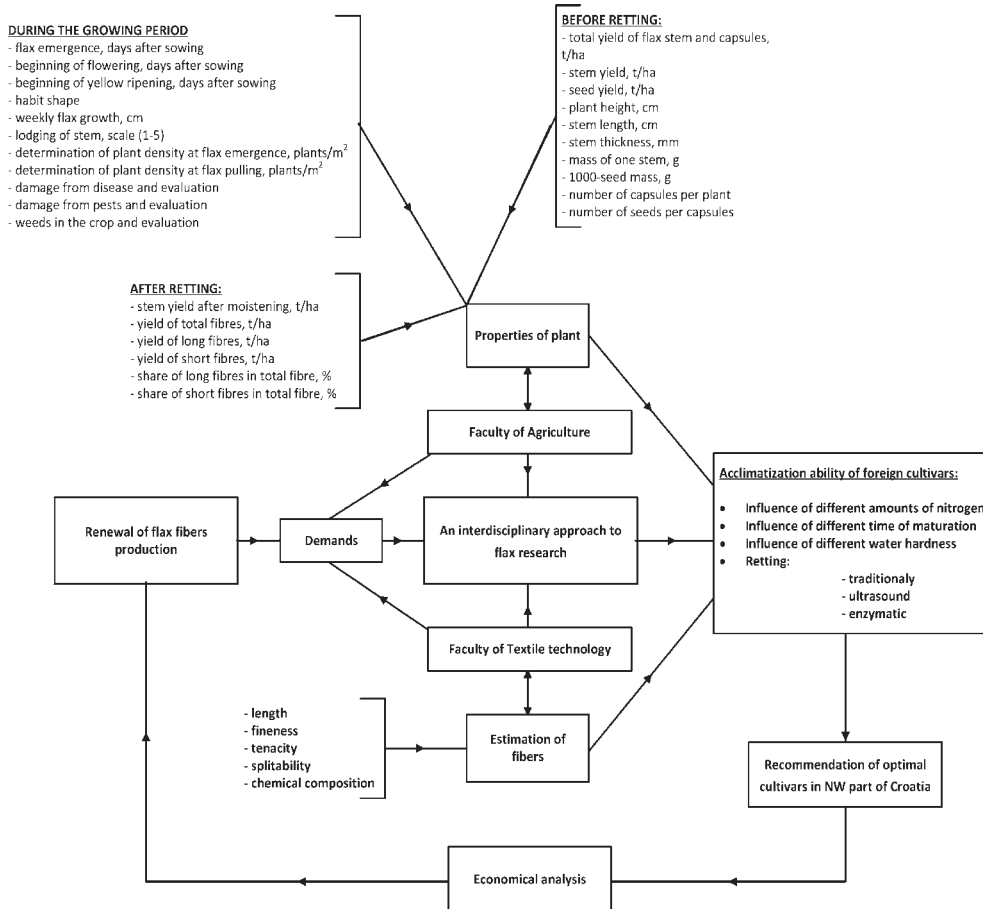 DURING THE GROWING PERIOD
- flax emergence, days after sowing
- beginning of flowering, days after sowing
- beginning of yellow ripening, days after sowing
- habit shape
- weekly flax growth, cm
- lodging of stem, scale (1-5)
- determination of plant density at flax emergence, plants/m²
- determination of plant density at flax pulling, plants/m²
- damage from disease and evaluation
- damage from pests and evaluation
- weeds in the crop and evaluation
BEFORE RETTING:
- total yield of flax stem and capsules,
t/ha
- stem yield, t/ha
- seed yield, t/ha
- plant height, cm
- stem length, cm
- stem thickness, mm
- mass of one stem, g
- 1000-seed mass, g
- number of capsules per plant
- number of seeds per capsules
AFTER RETTING:
- stem yield after moistening, t/ha
- yield of total fibres, t/ha
- yield of long fibres, t/ha
- yield of short fibres, t/ha
- share of long fibres in total fibre, %
- share of short fibres in total fibre, %
Properties of plant
Faculty of Agriculture
Renewal of flax fibers
production
Demands
An interdisciplinary approach to
flax research
Acclimatization ability of foreign cultivars:
• Influence of different amounts of nitrogen
• Influence of different time of maturation
• Influence of different water hardness
• Retting:
- traditionaly
- ultrasound
- enzymatic
Faculty of Textile technology
- length
- fineness
- tenacity
- splitability
- chemical composition
Estimation of
fibers
Recommendation of optimal
cultivars in NW part of Croatia
Economical analysis